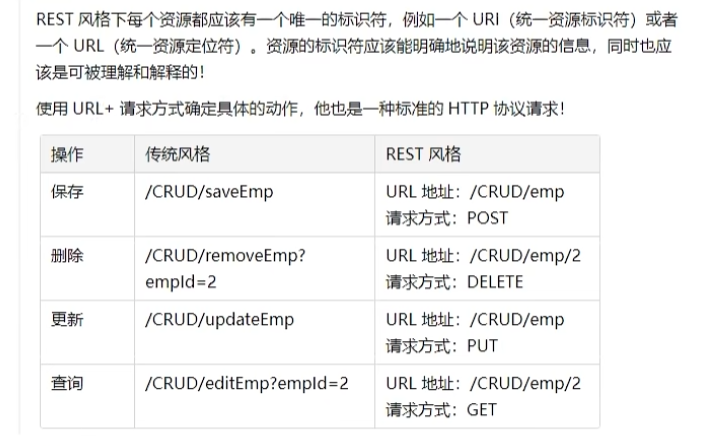 REST 风格下每个资源都应该有一个唯一的标识符，例如一个 URI（统一资源标识符）或者
一个 URL（统一资源定位符）。资源的标识符应该能明确地说明该资源的信息，同时也应
该是可被理解和解释的！
使用 URL+ 请求方式确定具体的动作，他也是一种标准的 HTTP 协议请求！
操作 传统风格 REST 风格
保存 /CRUD/saveEmp URL 地址：/CRUD/emp
请求方式：POST
删除 /CRUD/removeEmp? URL 地址：/CRUD/emp/2
empId=2 请求方式：DELETE
更新 /CRUD/updateEmp URL 地址：/CRUD/emp
请求方式：PUT
查询 /CRUD/editEmp?empId=2 URL 地址：/CRUD/emp/2
请求方式：GET